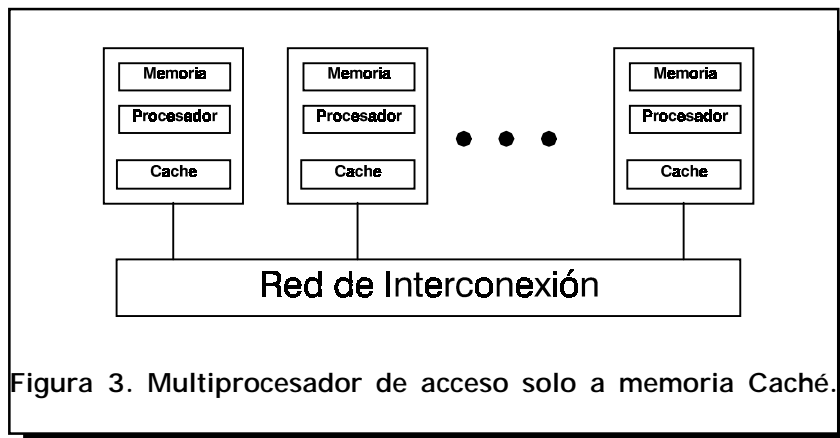 Memoria
Procesador
Cache
Memoria
Procesador
Cache
Memoria
Procesador
Cache
Red de Interconexión
Figura 3. Multiprocesador de acceso solo a memoria Caché.